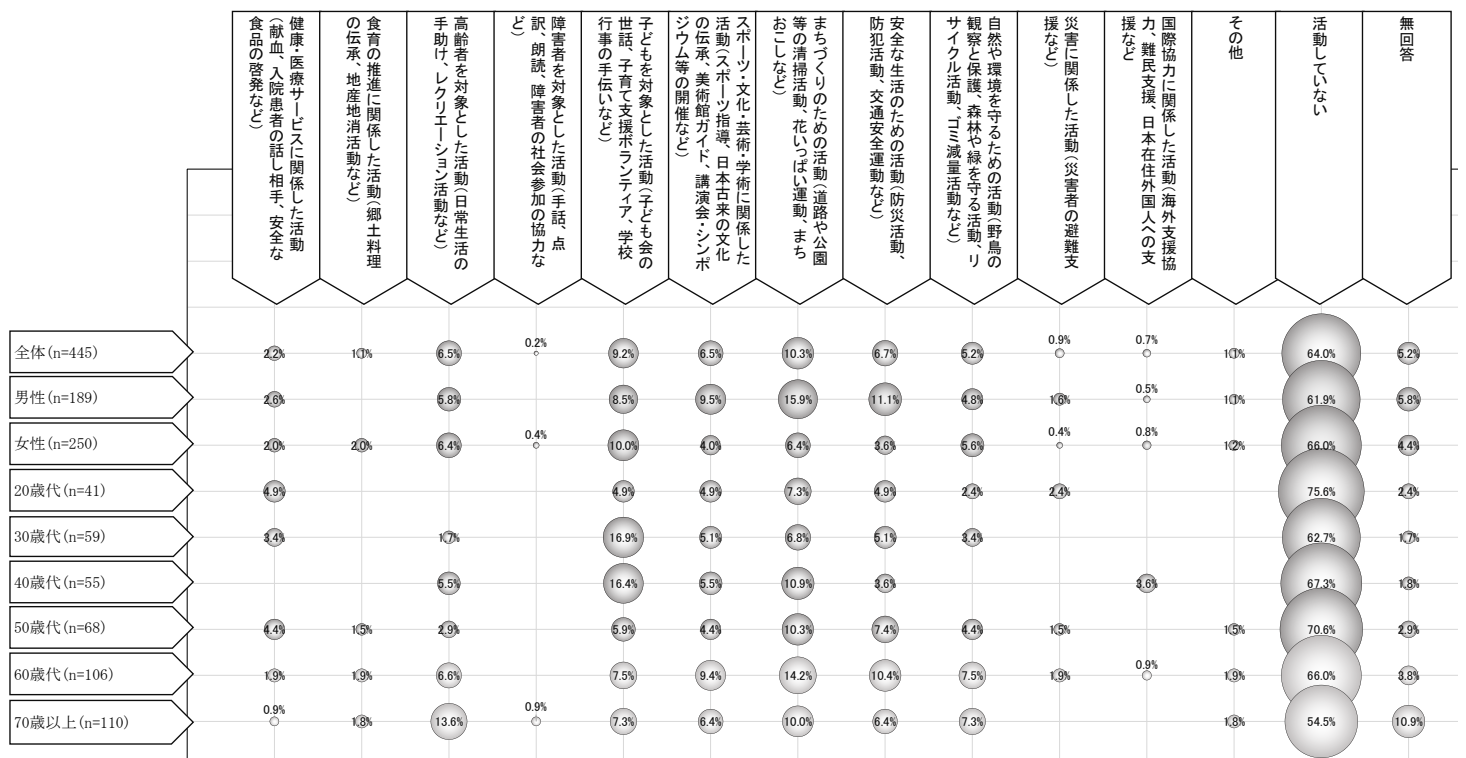 健康・医療サービスに関係した活動
（献血、入院患者の話し相手、安全な
食品の啓発など）
食育の推進に関係した活動（郷土料理
の伝承、地産地消活動など）
高齢者を対象とした活動（日常生活の
手助け、レクリエーション活動など）
障害者を対象とした活動（手話、点
訳、朗読、障害者の社会参加の協力な
ど）
子どもを対象とした活動（子ども会の
世話、子育て支援ボランティア、学校
行事の手伝いなど）
スポーツ・文化・芸術・学術に関係した
活動（スポーツ指導、日本古来の文化
の伝承、美術館ガイド、講演会・シンポ
ジウム等の開催など）
まちづくりのための活動（道路や公園
等の清掃活動、花いっぱい運動、まち
おこしなど）
安全な生活のための活動（防災活動、
防犯活動、交通安全運動など）
自然や環境を守るための活動（野鳥の
観察と保護、森林や緑を守る活動、リ
サイクル活動、ゴミ減量活動など）
災害に関係した活動（災害者の避難支
援など）
国際協力に関係した活動（海外支援協
力、難民支援、日本在住外国人への支
援など
その他
活動していない
無回答
全体(n=445) 2.2% 1.1% 6.5% 0.2% 9.2% 6.5% 10.3% 6.7% 5.2% 0.9% 0.7% 1.1% 64.0% 5.2%
男性(n=189) 2.6% 5.8% 8.5% 9.5% 15.9% 11.1% 4.8% 1.6% 0.5% 1.1% 61.9% 5.8%
女性(n=250) 2.0% 2.0% 6.4% 0.4% 10.0% 4.0% 6.4% 3.6% 5.6% 0.4% 0.8% 1.2% 66.0% 4.4%
20歳代(n=41) 4.9% 4.9% 4.9% 7.3% 4.9% 2.4% 2.4% 75.6% 2.4%
30歳代(n=59) 3.4% 1.7% 16.9% 5.1% 6.8% 5.1% 3.4% 62.7% 1.7%
40歳代(n=55) 5.5% 16.4% 5.5% 10.9% 3.6% 3.6% 67.3% 1.8%
50歳代(n=68) 4.4% 1.5% 2.9% 5.9% 4.4% 10.3% 7.4% 4.4% 1.5% 1.5% 70.6% 2.9%
60歳代(n=106) 1.9% 1.9% 6.6% 7.5% 9.4% 14.2% 10.4% 7.5% 1.9% 0.9% 1.9% 66.0% 3.8%
70歳以上(n=110) 0.9% 1.8% 13.6% 0.9% 7.3% 6.4% 10.0% 6.4% 7.3% 1.8% 54.5% 10.9%